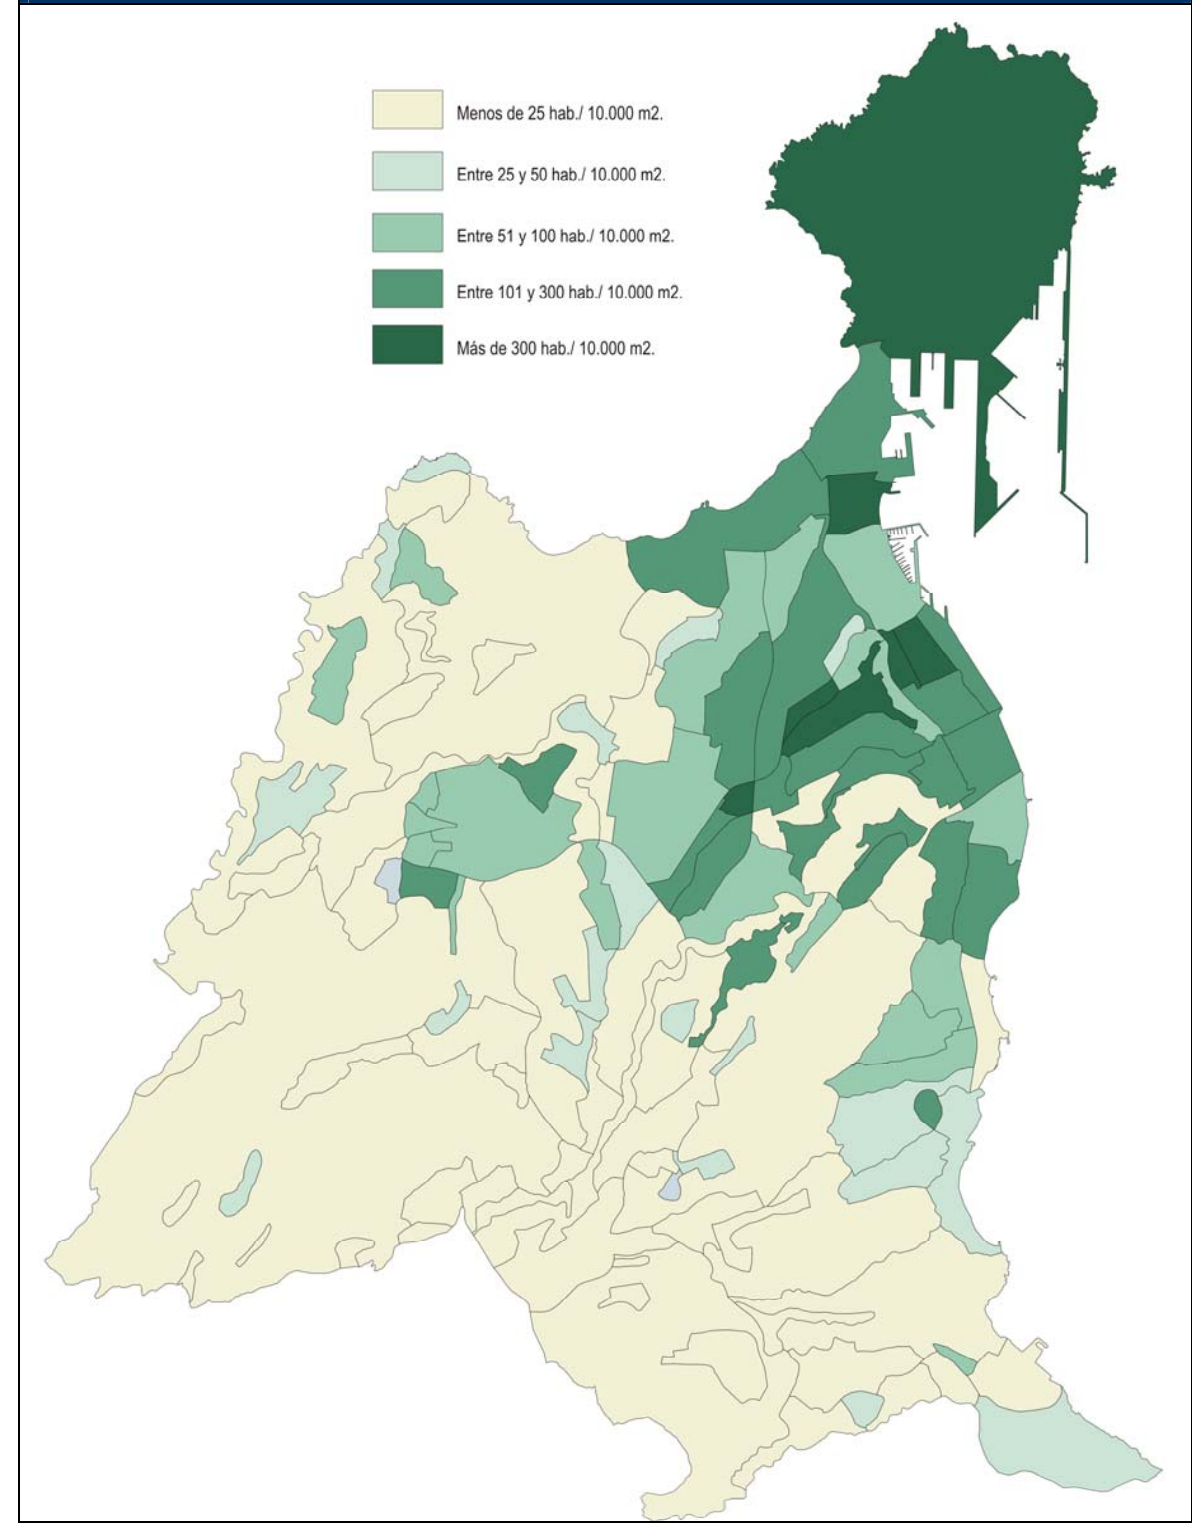 Menos de 25 hab./ 10.000 m2.
Entre 25 y 50 hab./ 10.000 m2.
Entre 51 y 100 hab./ 10.000 m2.
Entre 101 y 300 hab./ 10.000 m2.
Más de 300 hab./ 10.000 m2.